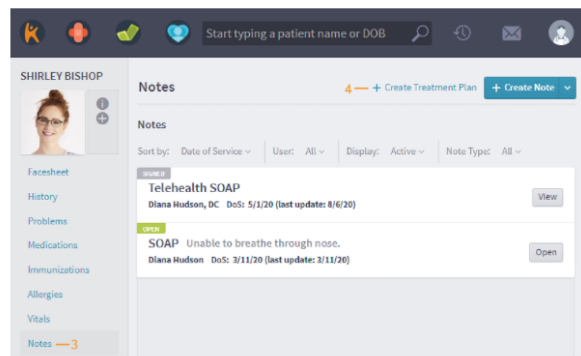 Start typing a patient name or DOB
SHIRLEY BISHOP
Notes
4 — + Create Treatment Plan
+ Create Note
Notes
Sort by: Date of Service
User: All
Display: Active
Note Type: All
SIGNED
Telehealth SOAP
Diana Hudson, DC DoS: 5/1/20 (last update: 8/6/20)
View
OPEN
SOAP Unable to breathe through nose.
Diana Hudson DoS: 3/11/20 (last update: 3/11/20)
Open
Facesheet
History
Problems
Medications
Immunizations
Allergies
Vitals
Notes — 3